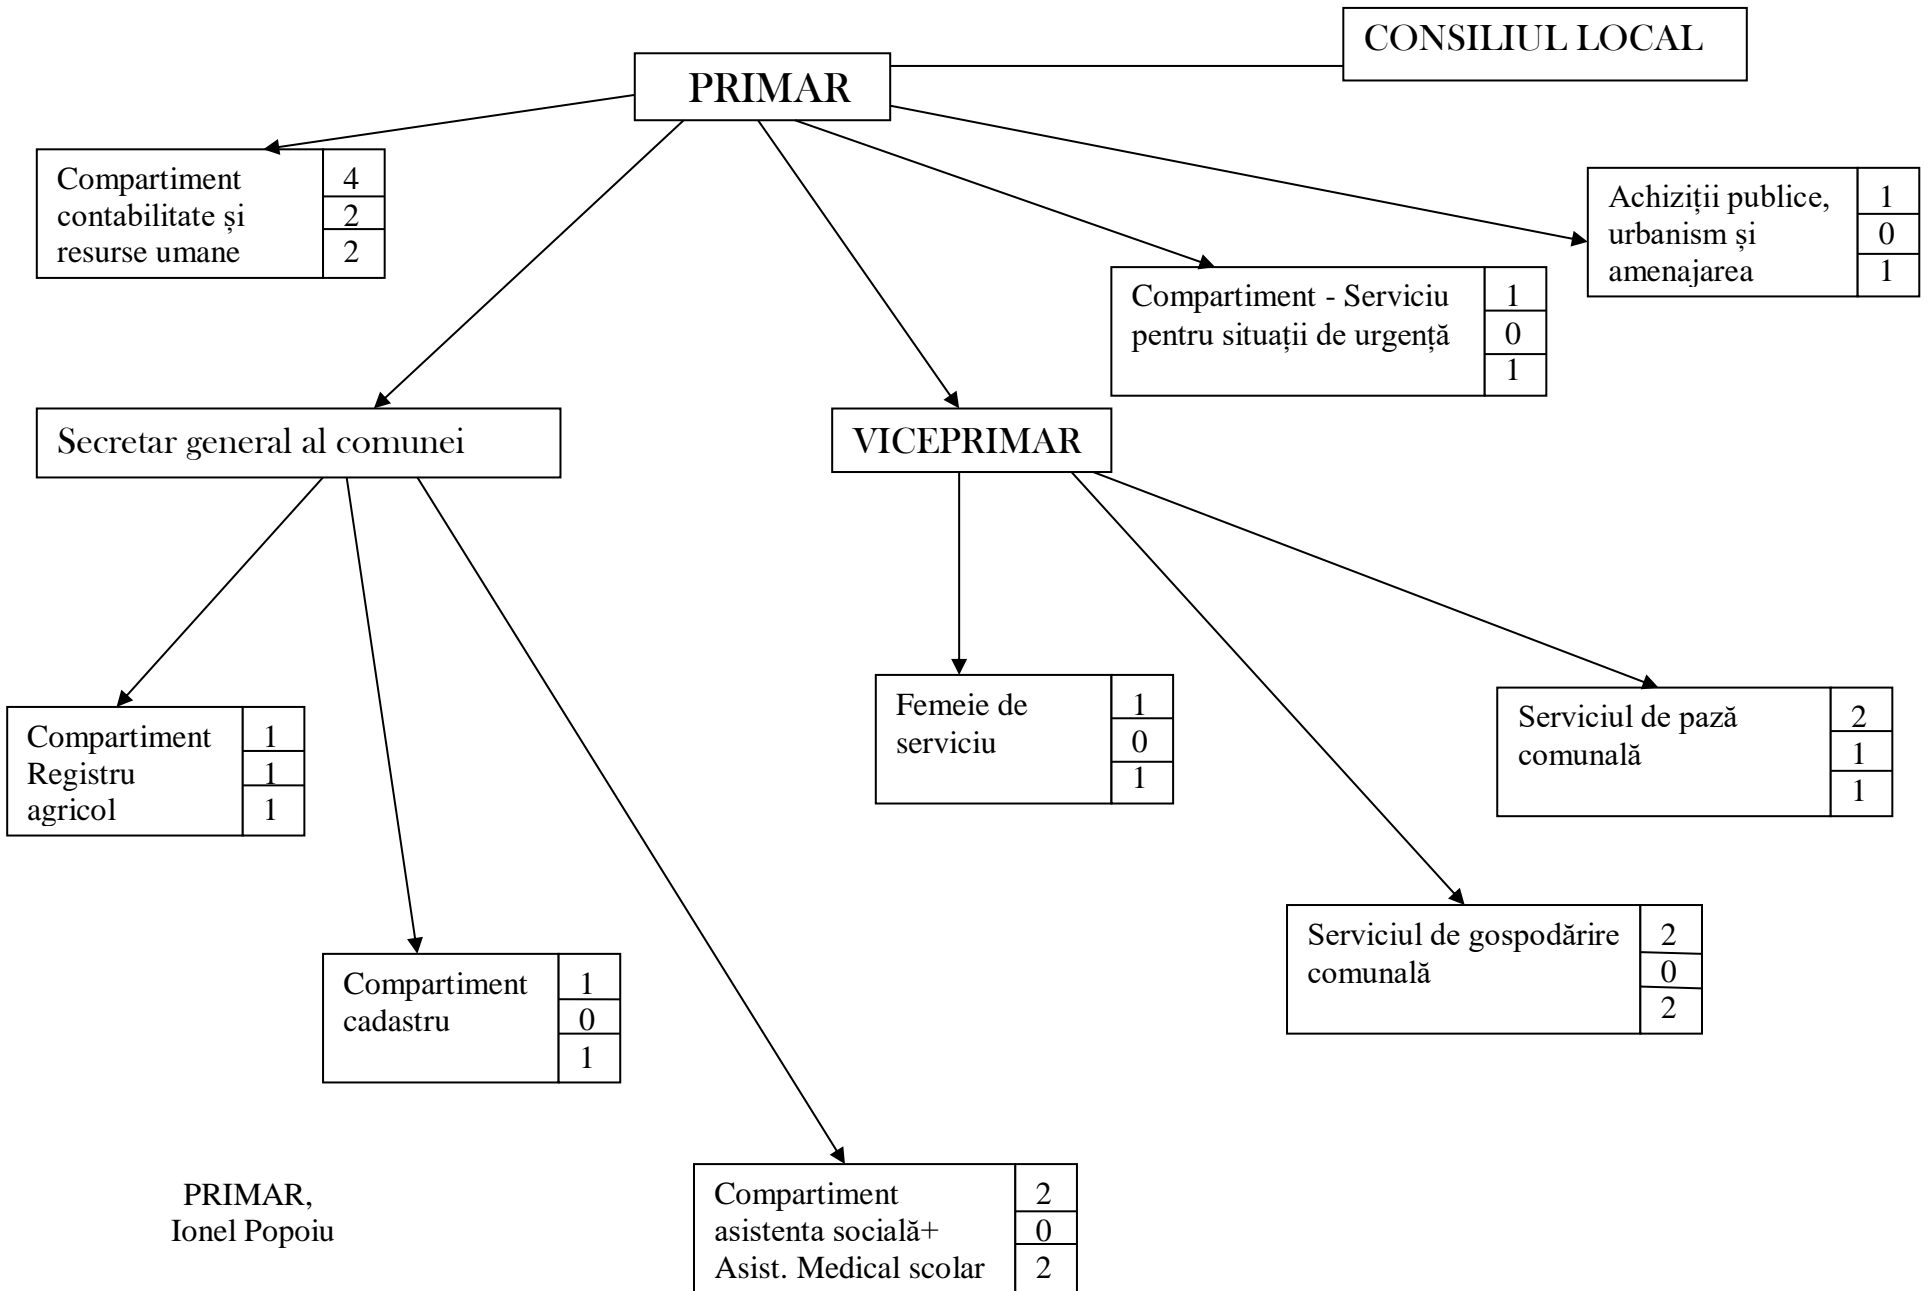 CONSILIUL LOCAL
PRIMAR
Compartiment
contabilitate și
resurse umane
4
2
2
Achiziții publice,
urbanism și
amenajarea
1
0
1
Compartiment - Serviciu
pentru situații de urgență
1
0
1
Secretar general al comunei
VICEPRIMAR
Femeie de
serviciu
1
0
1
Serviciul de pază
comunală
2
1
1
Compartiment
Registru
agricol
1
1
1
Serviciul de gospodărire
comunală
2
0
2
Compartiment
cadastru
1
0
1
Compartiment
asistenta socială+
Asist. Medical scolar
2
0
2
PRIMAR,
Ionel Popoiu